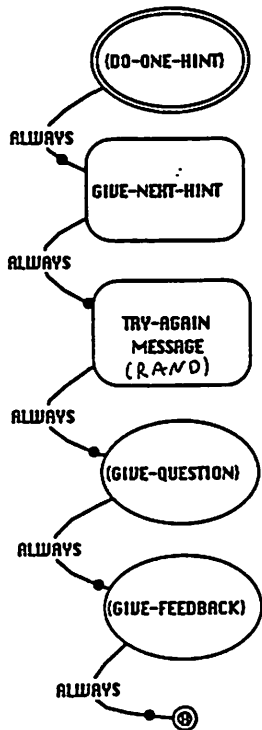 {DO-ONE-HINT}
ALWAYS
GIVE-NEXT-HINT
ALWAYS
TRY-AGAIN
MESSAGE
(RAND)
ALWAYS
{GIVE-QUESTION}
ALWAYS
{GIVE-FEEDBACK}
ALWAYS